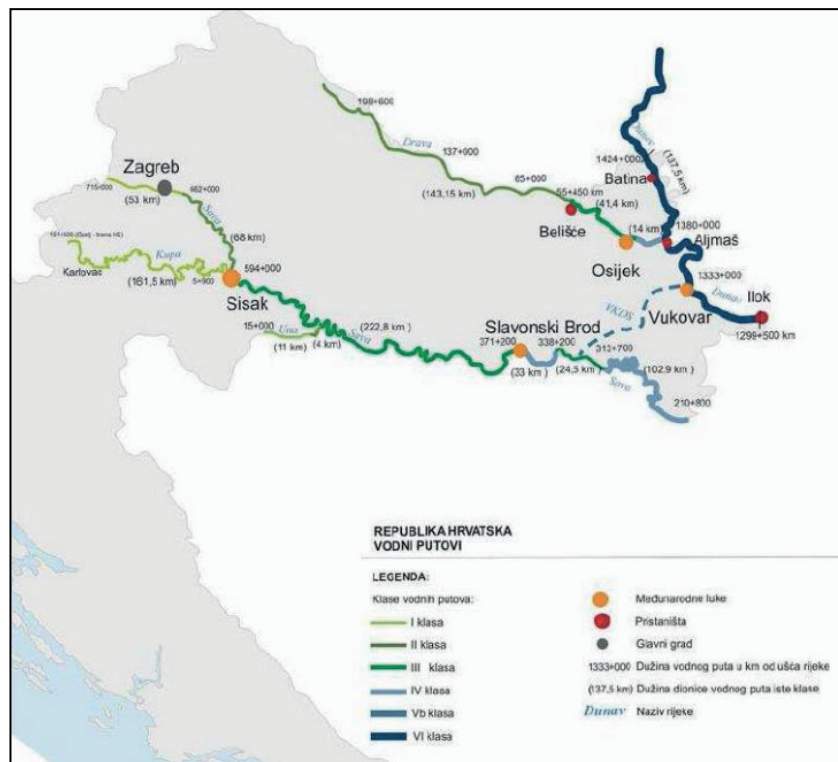 198+600
Drava
137+000
(143,15 km)
65+000
55+450 km
(41,4 km)
Belišće
(14 km)
Osijek
Dunav
(137,5 km)
Batina
1380+000
Aljmaš
1333+000
Dunav
Ilok
1299+500 km
Vukovar
VKDS
Zagreb
715+000
(53 km)
662+000
Sava
(68 km)
Karlovac
Kupa
(161,5 km)
5+900
594+000
Sisak
15+000
Una
(11 km)
(4 km)
Sava
(222,8 km)
Slavonski Brod
371+200
338+200
(33 km)
(24,5 km)
313+700
(102,9 km)
Sava
210+800
REPUBLIKA HRVATSKA
VODNI PUTOVI
LEGENDA:
Klase vodnih putova:
I klasa
II klasa
III klasa
IV klasa
Vb klasa
VI klasa
Međunarodne luke
Pristaništa
Glavni grad
1333+000 Dužina vodnog puta u km od ušća rijeke
(137,5 km) Dužina dionice vodnog puta iste klase
Dunav Naziv rijeke